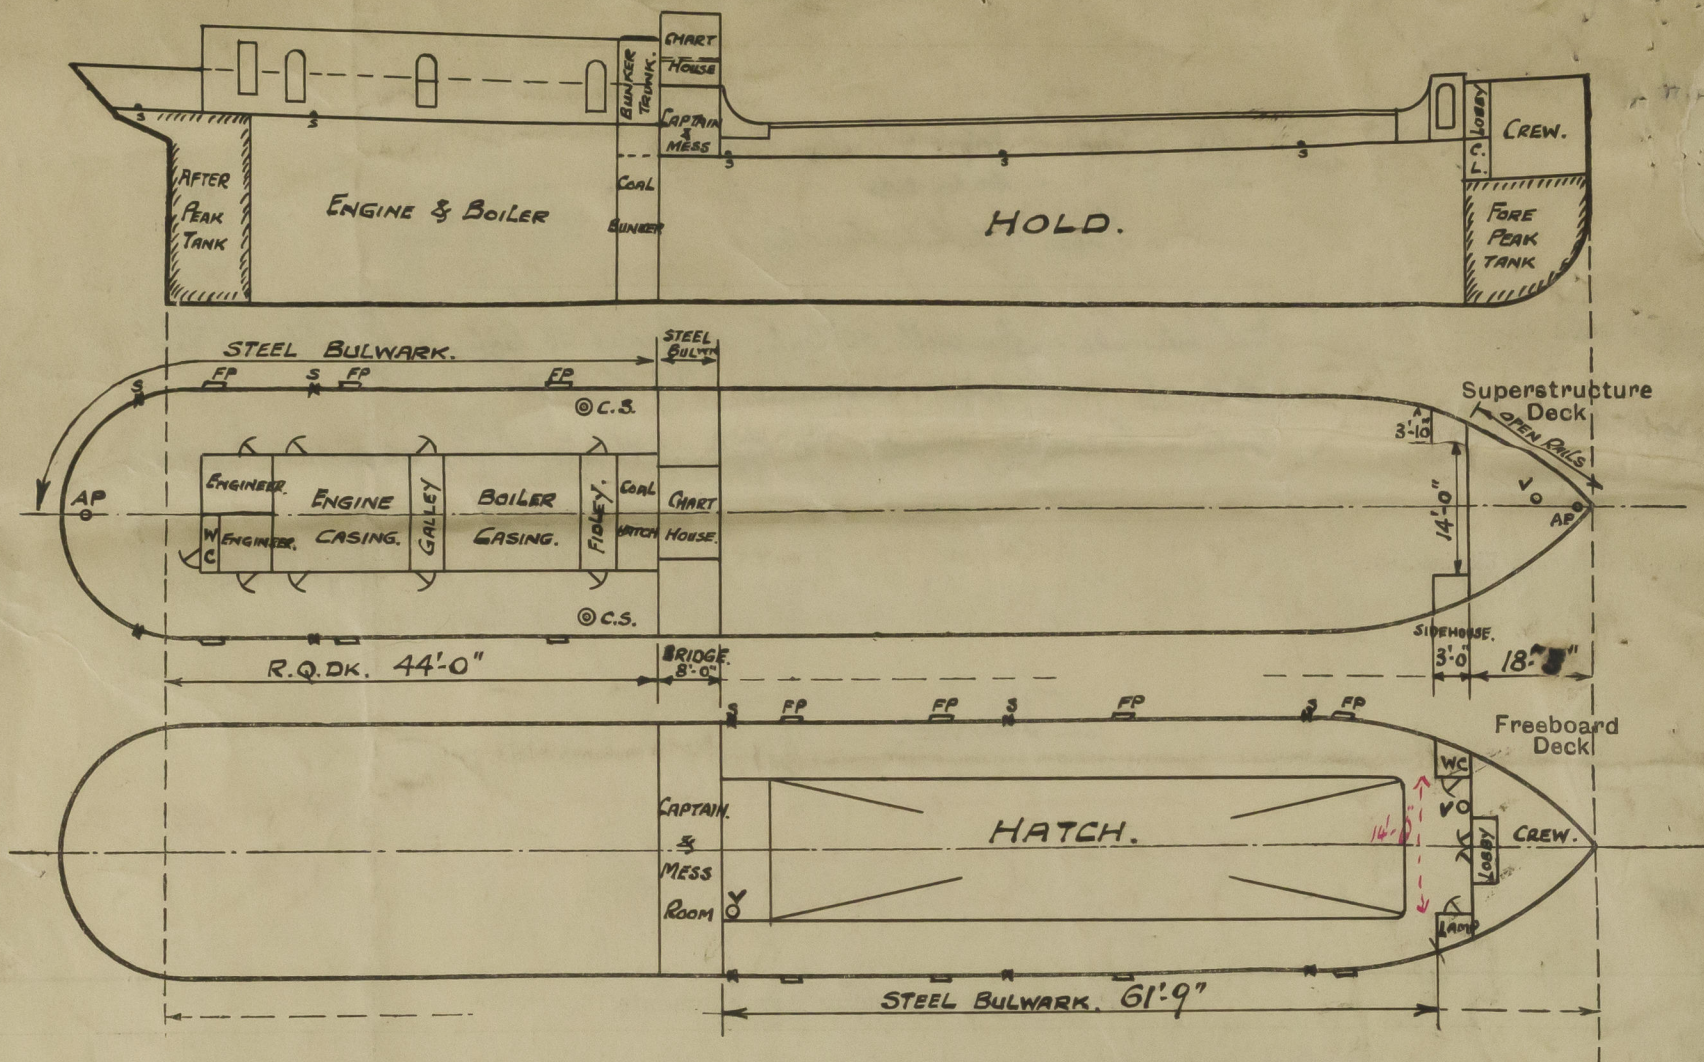 CHART
HOUSE
BUNKER
TRUNK.
CAPTAIN
&
MESS
LOBBY
C.
L.
CREW.
S
S
S
S
S
AFTER
PEAK
TANK
ENGINE & BOILER
COAL
BUNKER
HOLD.
FORE
PEAK
TANK
STEEL BULWARK.
STEEL
BULWK
S
FP
S
FP
FP
C.S.
Superstructure
Deck
OPEN RAILS
3'-10"
14'-0"
V
AP
AP
ENGINEER.
W
C
ENGINEER.
ENGINE
CASING.
GALLEY
BOILER
CASING.
FIDLEY.
COAL
HATCH
CHART
HOUSE.
C.S.
SIDEHOUSE.
3'-0"
R.Q.DK. 44'-0"
BRIDGE.
8'-0"
S
FP
FP
S
FP
S
FP
Freeboard
Deck
CAPTAIN.
&
MESS
ROOM
V
HATCH.
14'-0"
WC
V
LOBBY
CREW.
LAMP
STEEL BULWARK. 61'-9"